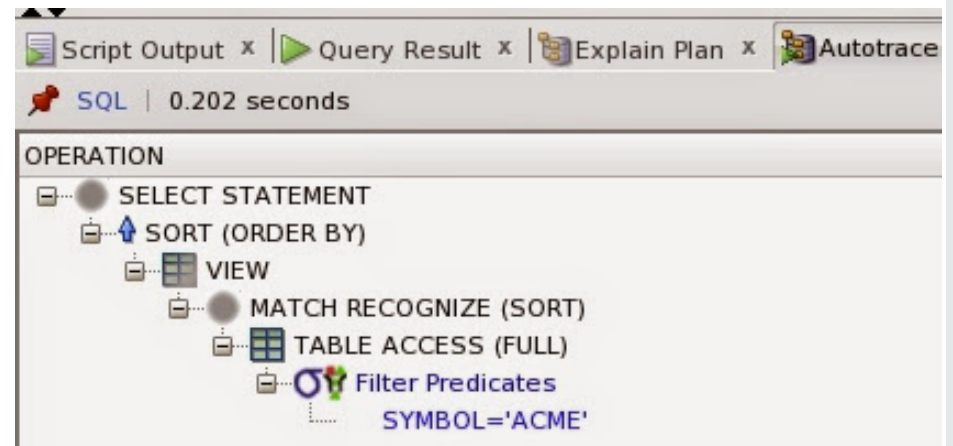 Script Output x Query Result x Explain Plan x Autotrace
SQL | 0.202 seconds
OPERATION
SELECT STATEMENT
SORT (ORDER BY)
VIEW
MATCH RECOGNIZE (SORT)
TABLE ACCESS (FULL)
Filter Predicates
SYMBOL='ACME'